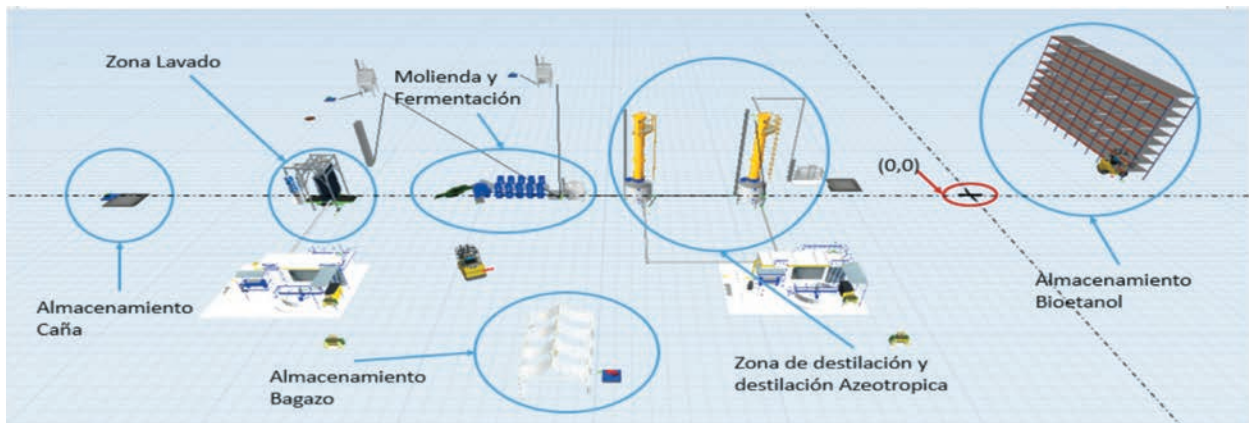 Zona Lavado
Molienda y
Fermentación
(0,0)
Almacenamiento
Caña
Almacenamiento
Bagazo
Zona de destilación y
destilación Azeotropica
Almacenamiento
Bioetanol